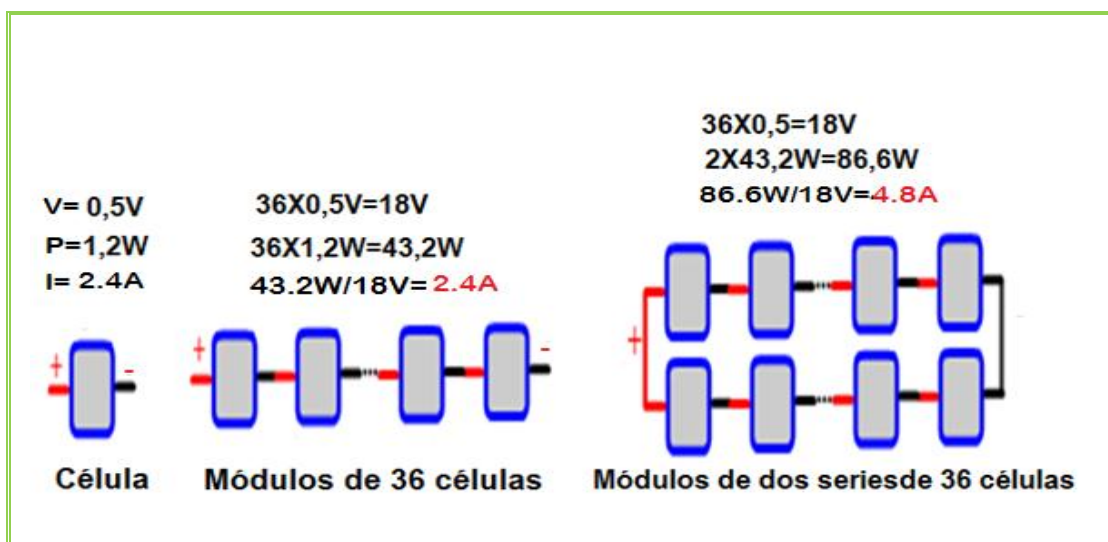 V= 0,5V
P=1,2W
I= 2.4A
+
-
Célula
36X0,5V=18V
36X1,2W=43,2W
43.2W/18V= 2.4A
+
-
Módulos de 36 células
36X0,5=18V
2X43,2W=86,6W
86.6W/18V=4.8A
+
Módulos de dos seriesde 36 células